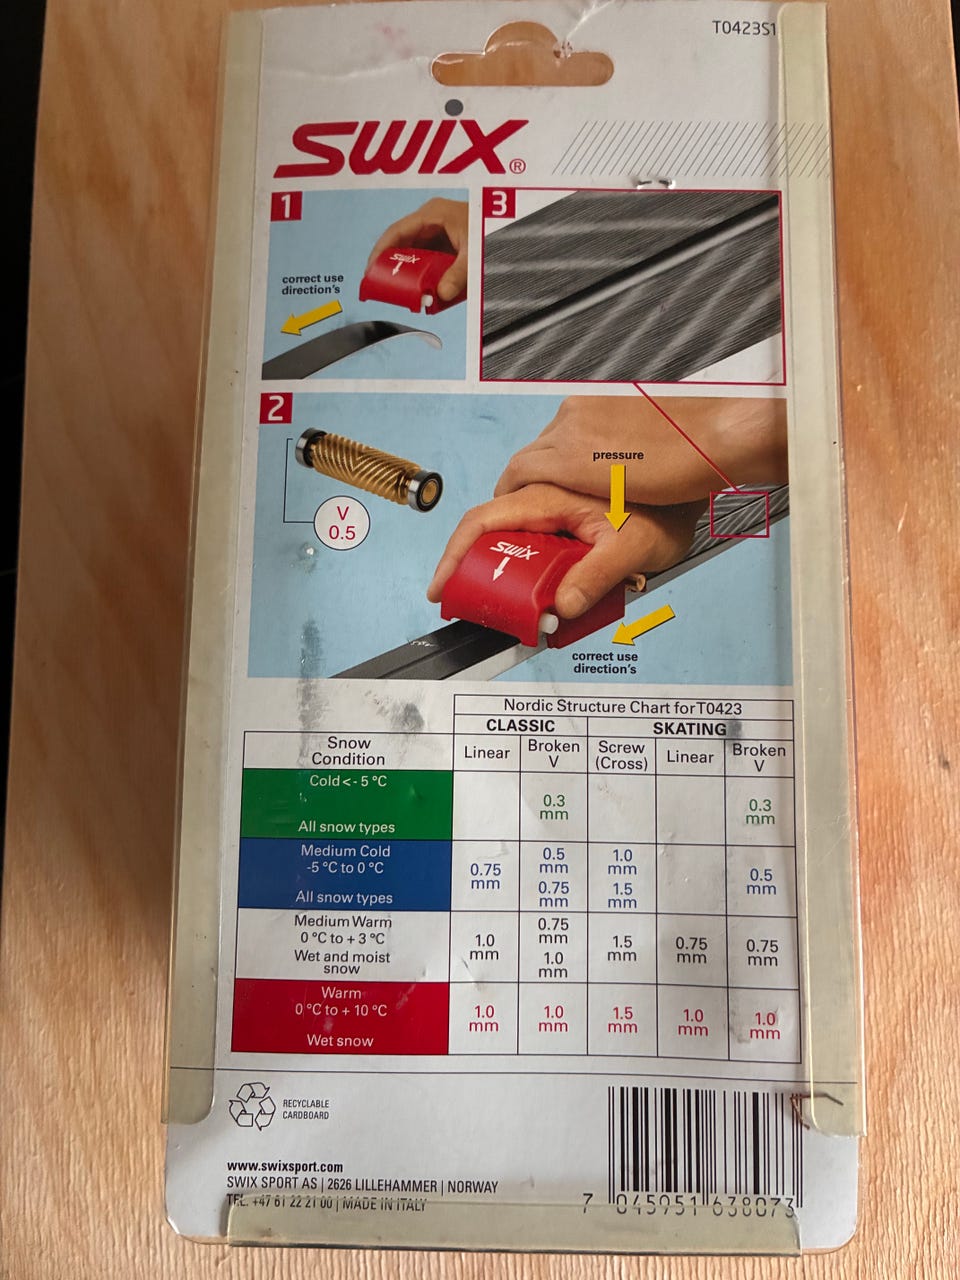 T0423S1
SWIX®
1
correct use
direction's
SWIX
3
2
V
0.5
pressure
SWIX
correct use
direction's
Nordic Structure Chart for T0423
CLASSIC SKATING
Snow
Condition
Linear
Broken
V
Screw
(Cross)
Linear
Broken
V
Cold < - 5 °C
All snow types
0.3
mm
0.3
mm
Medium Cold
-5 °C to 0 °C
All snow types
0.75
mm
0.5
mm
0.75
mm
1.0
mm
1.5
mm
0.5
mm
Medium Warm
0 °C to + 3 °C
Wet and moist
snow
1.0
mm
0.75
mm
1.0
mm
1.5
mm
0.75
mm
0.75
mm
Warm
0 °C to + 10 °C
Wet snow
1.0
mm
1.0
mm
1.5
mm
1.0
mm
1.0
mm
RECYCLABLE
CARDBOARD
www.swixsport.com
SWIX SPORT AS | 2626 LILLEHAMMER | NORWAY
TEL. +47 61 22 21 00 | MADE IN ITALY
7 045951 638073